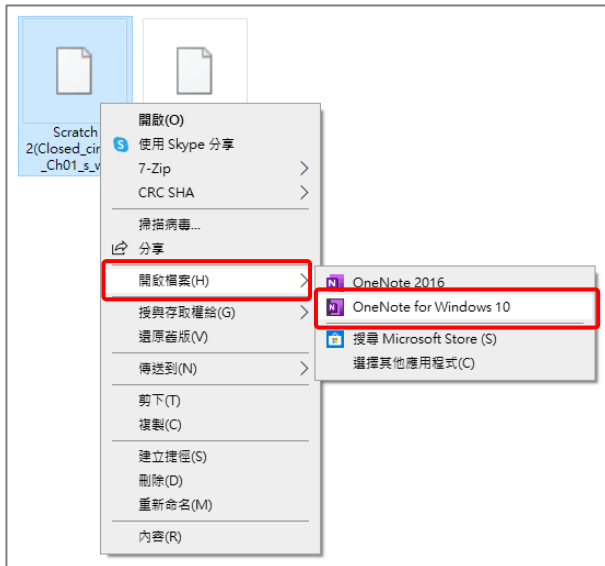 Scratch
2(Closed_cir
_Ch01_s_v
開啟(O)
使用 Skype 分享
7-Zip
CRC SHA
掃描病毒...
分享
開啟檔案(H)
授與存取權給(G)
還原舊版(V)
傳送到(N)
剪下(T)
複製(C)
建立捷徑(S)
刪除(D)
重新命名(M)
內容(R)
OneNote 2016
OneNote for Windows 10
搜尋 Microsoft Store (S)
選擇其他應用程式(C)